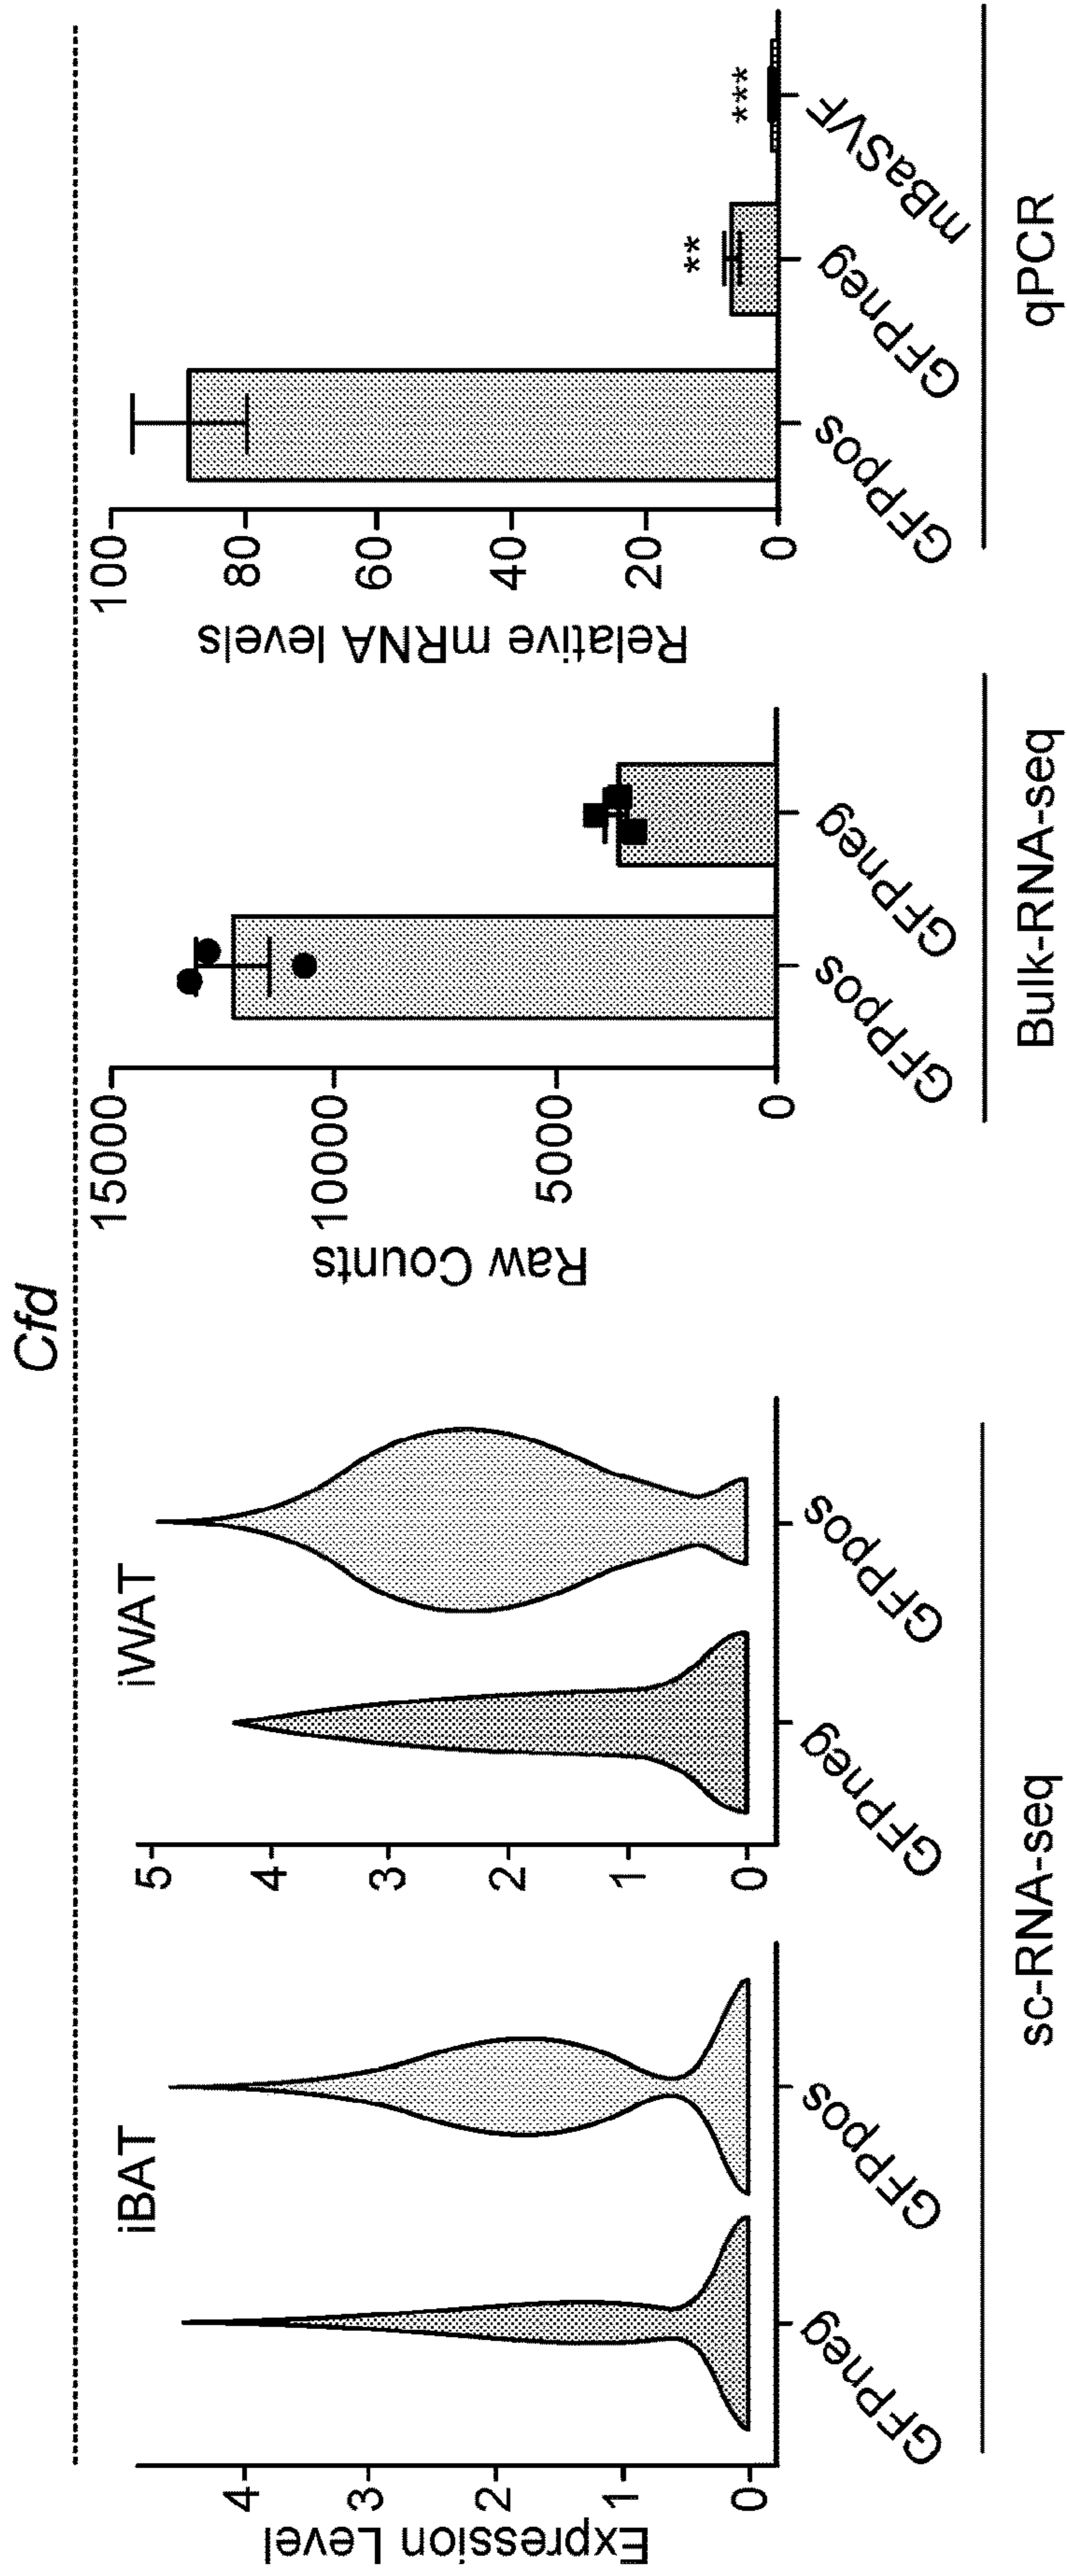 Cfd
iBAT
iWAT
Expression Level
4
3
2
1
0
GFPneg
GFPpos
5
4
3
2
1
0
GFPneg
GFPpos
sc-RNA-seq
Raw Counts
15000
10000
5000
0
GFPpos
GFPneg
Bulk-RNA-seq
Relative mRNA levels
100
80
60
40
20
0
**
***
GFPpos
GFPneg
mBaSVF
qPCR